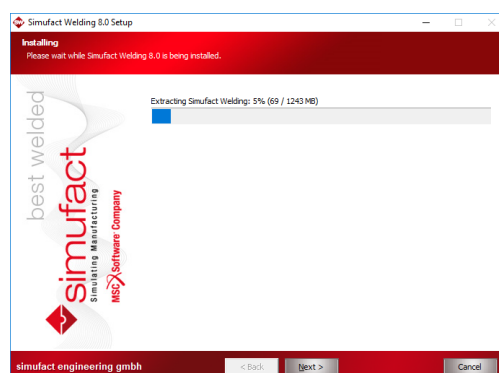 Simufact Welding 8.0 Setup
Installing
Please wait while Simufact Welding 8.0 is being installed.
Extracting Simufact Welding: 5% (69 / 1243 MB)
best welded
simufact
Simulating Manufacturing
MSC Software Company
simufact engineering gmbh
< Back
Next >
Cancel